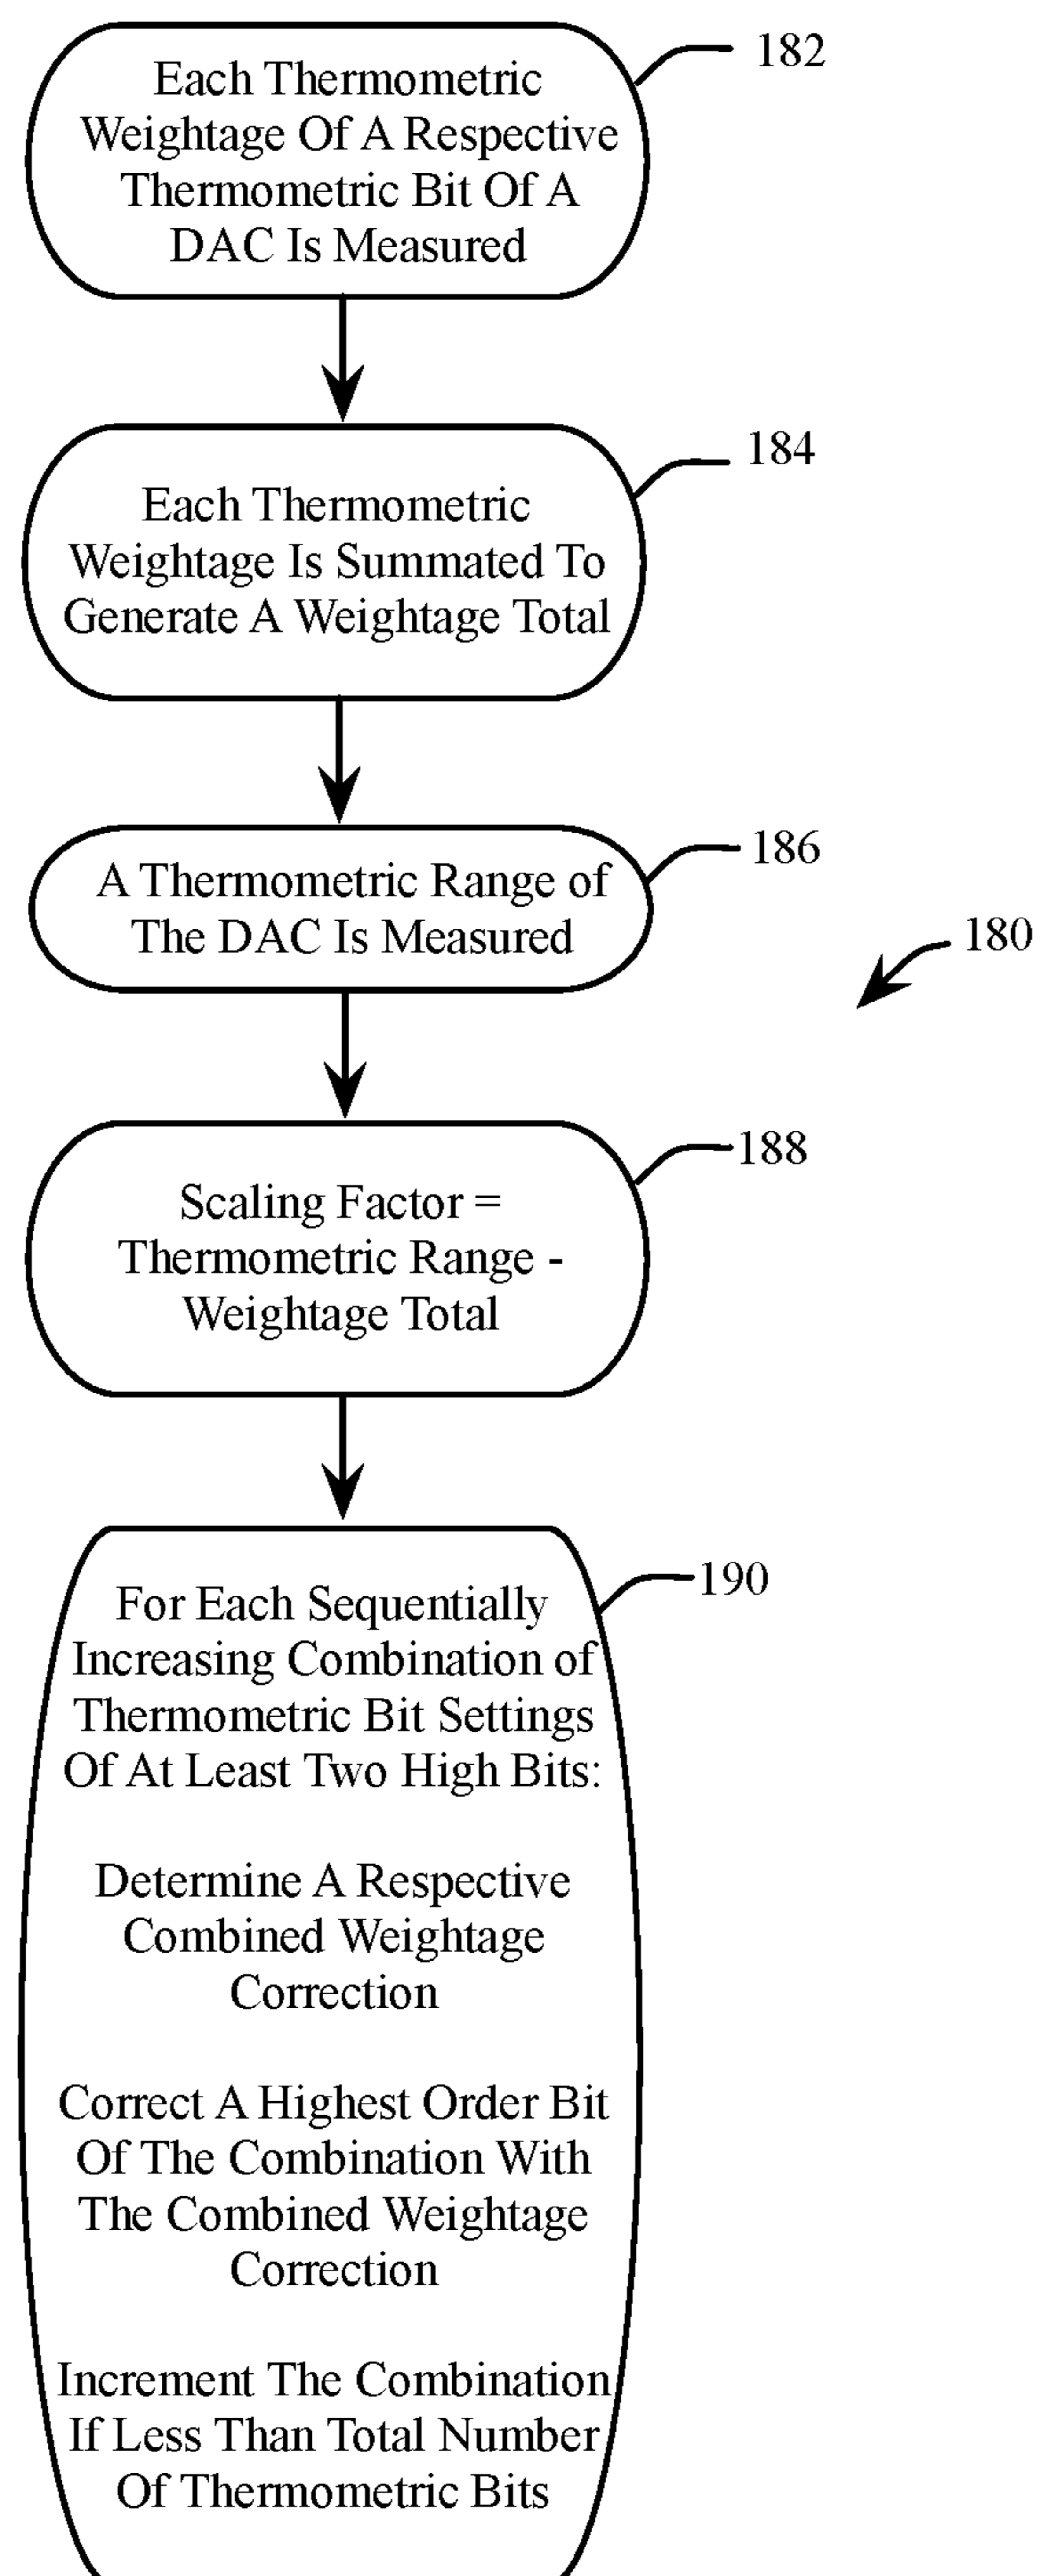 Each Thermometric
Weightage Of A Respective
Thermometric Bit Of A
DAC Is Measured
182
Each Thermometric
Weightage Is Summated To
Generate A Weightage Total
184
A Thermometric Range of
The DAC Is Measured
186
180
Scaling Factor =
Thermometric Range -
Weightage Total
188
For Each Sequentially
Increasing Combination of
Thermometric Bit Settings
Of At Least Two High Bits:
190
Determine A Respective
Combined Weightage
Correction
Correct A Highest Order Bit
Of The Combination With
The Combined Weightage
Correction
Increment The Combination
If Less Than Total Number
Of Thermometric Bits